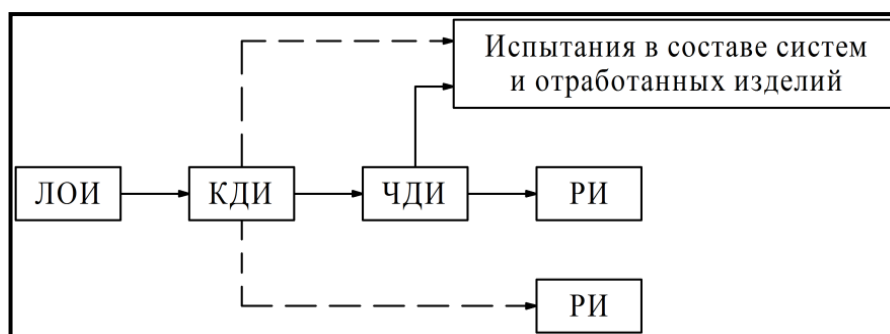 Испытания в составе систем
и отработанных изделий
ЛОИ
КДИ
ЧДИ
РИ
РИ